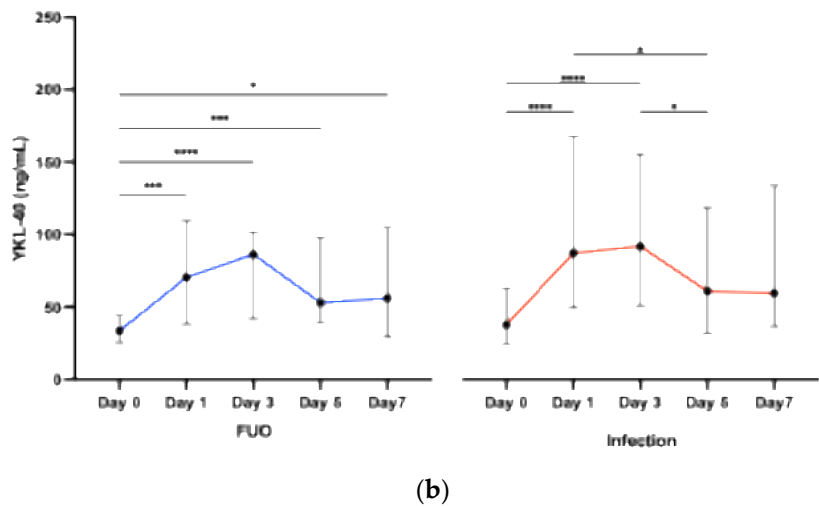 250
200
150
100
50
0
YKL-40 (ng/mL)
*
***
****
***
****
****
*
Day 0 Day 1 Day 3 Day 5 Day7
FUO
Day 0 Day 1 Day 3 Day 5 Day7
Infection
(b)